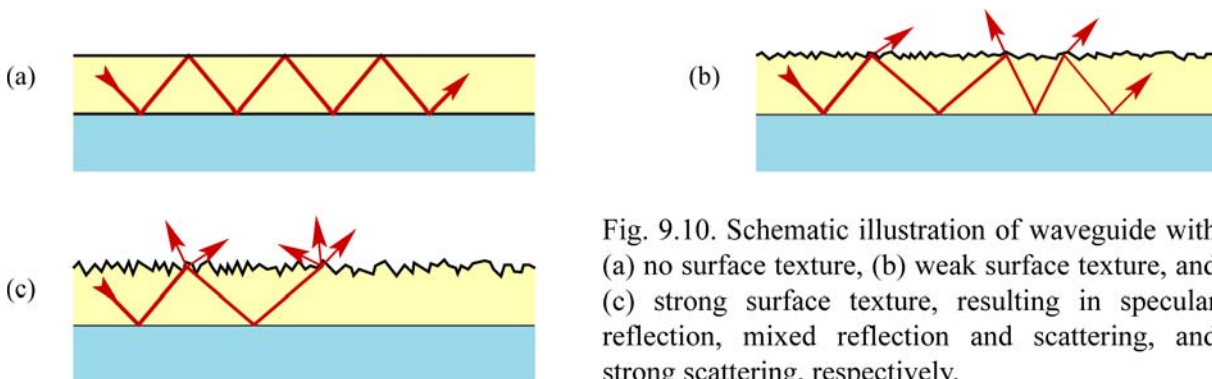 (a)
(b)
(c)
Fig. 9.10. Schematic illustration of waveguide with
(a) no surface texture, (b) weak surface texture, and
(c) strong surface texture, resulting in specular
reflection, mixed reflection and scattering, and
strong scattering, respectively.